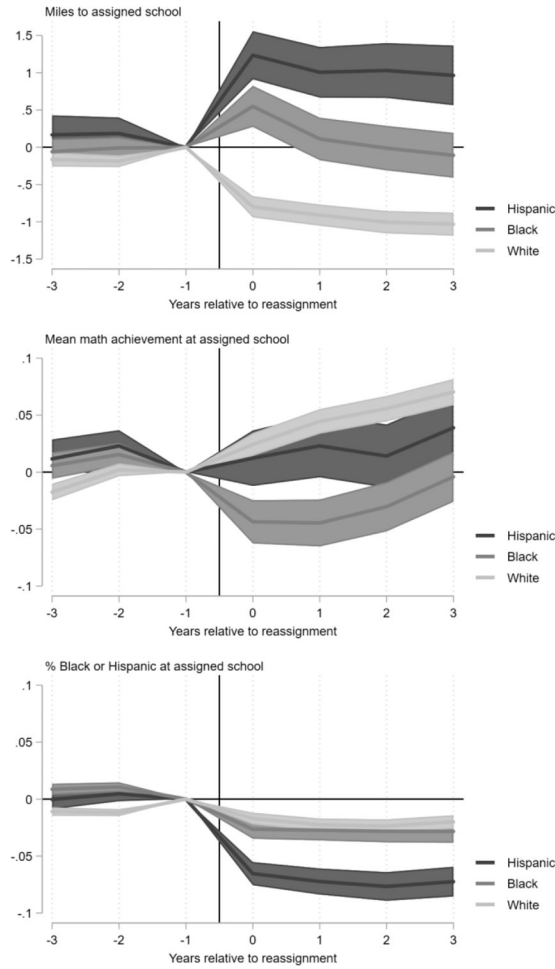 Miles to assigned school
1.5
1
.5
0
-.5
-1
-1.5
-3 -2 -1 0 1 2 3
Years relative to reassignment
Hispanic
Black
White
Mean math achievement at assigned school
.1
.05
0
-.05
-.1
-3 -2 -1 0 1 2 3
Years relative to reassignment
Hispanic
Black
White
% Black or Hispanic at assigned school
.1
.05
0
-.05
-.1
-3 -2 -1 0 1 2 3
Years relative to reassignment
Hispanic
Black
White